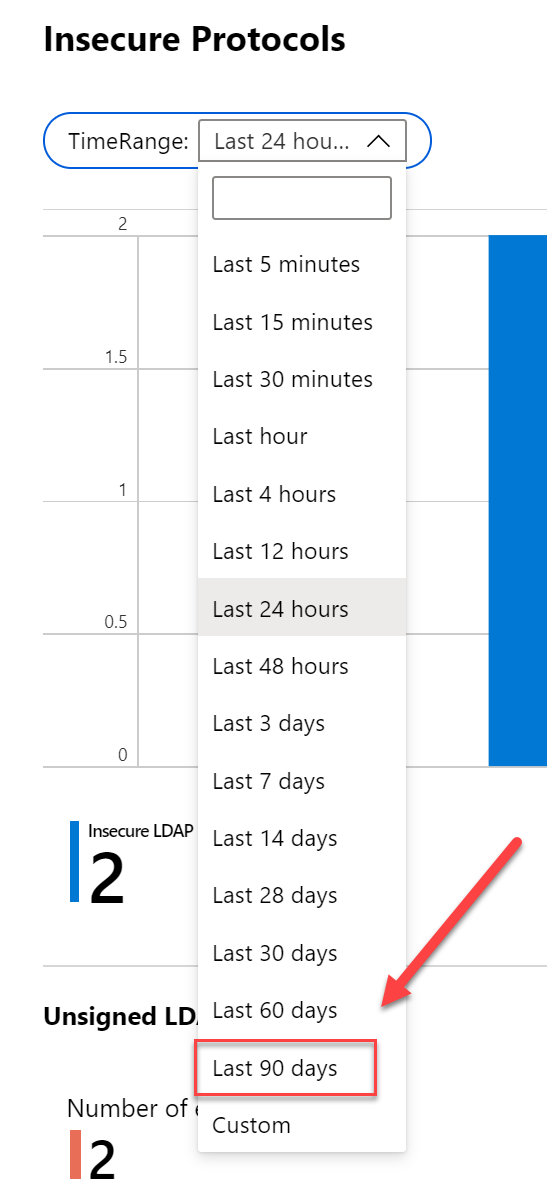 Insecure Protocols
TimeRange: Last 24 hou...
2
1.5
1
0.5
0
Last 5 minutes
Last 15 minutes
Last 30 minutes
Last hour
Last 4 hours
Last 12 hours
Last 24 hours
Last 48 hours
Last 3 days
Last 7 days
Last 14 days
Last 28 days
Last 30 days
Last 60 days
Last 90 days
Custom
Insecure LDAP
2
Unsigned
Number of
2